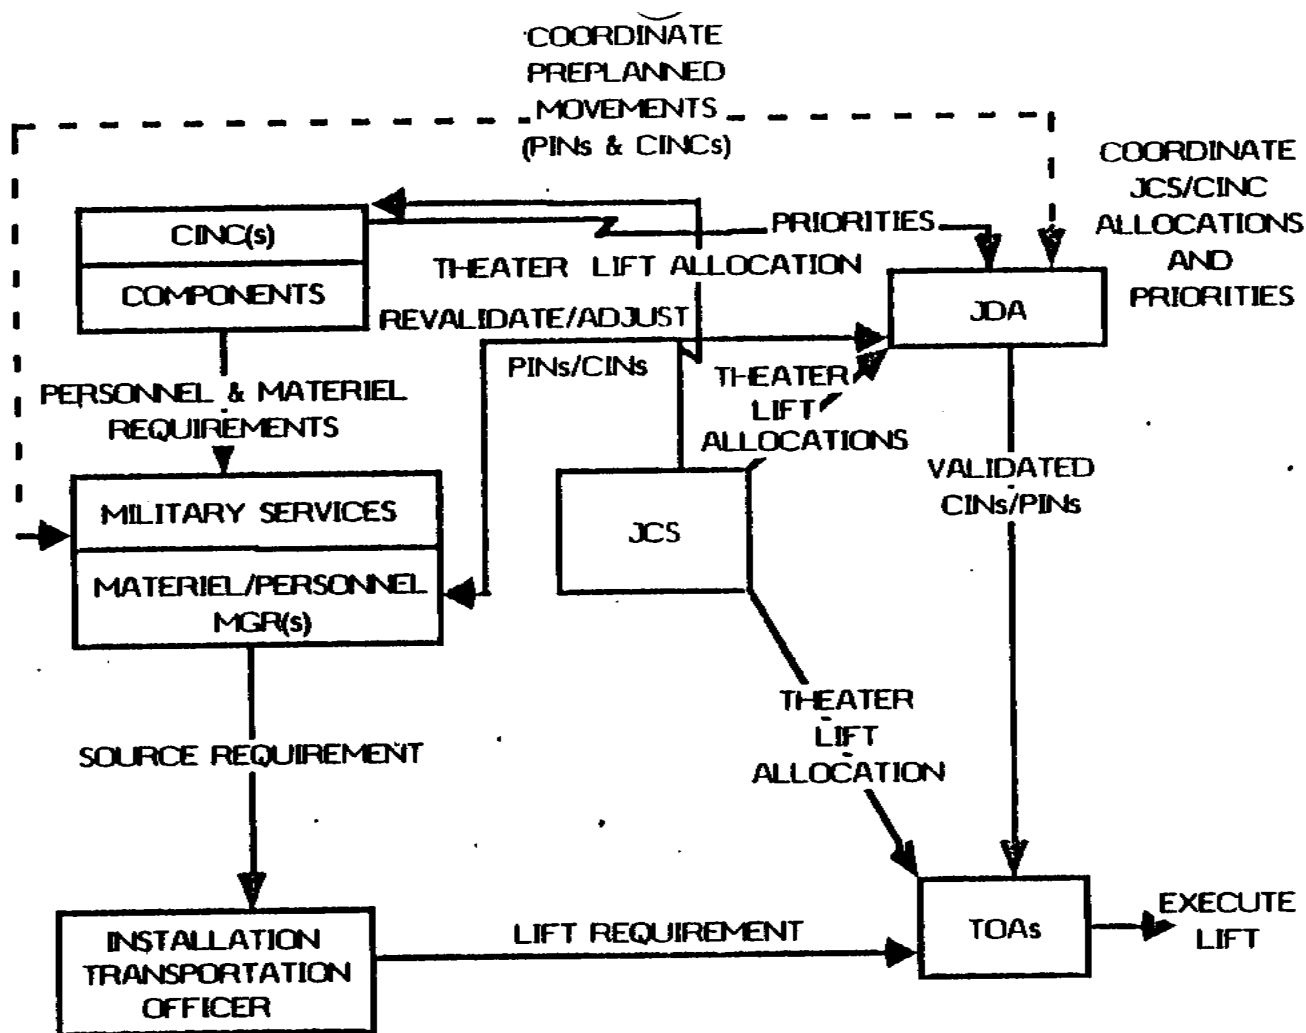 COORDINATE
PREPLANNED
MOVEMENTS
(PINs & CINCs)
COORDINATE
JCS/CINC
ALLOCATIONS
AND
PRIORITIES
CINC(s)
COMPONENTS
PRIORITIES
THEATER LIFT ALLOCATION
JDA
REVALIDATE/ADJUST
PINs/CINs
THEATER
LIFT
ALLOCATIONS
PERSONNEL & MATERIEL
REQUIREMENTS
VALIDATED
CINs/PINs
MILITARY SERVICES
JCS
MATERIEL/PERSONNEL
MGR(s)
THEATER
LIFT
ALLOCATION
SOURCE REQUIREMENT
INSTALLATION
TRANSPORTATION
OFFICER
LIFT REQUIREMENT
TOAs
EXECUTE
LIFT